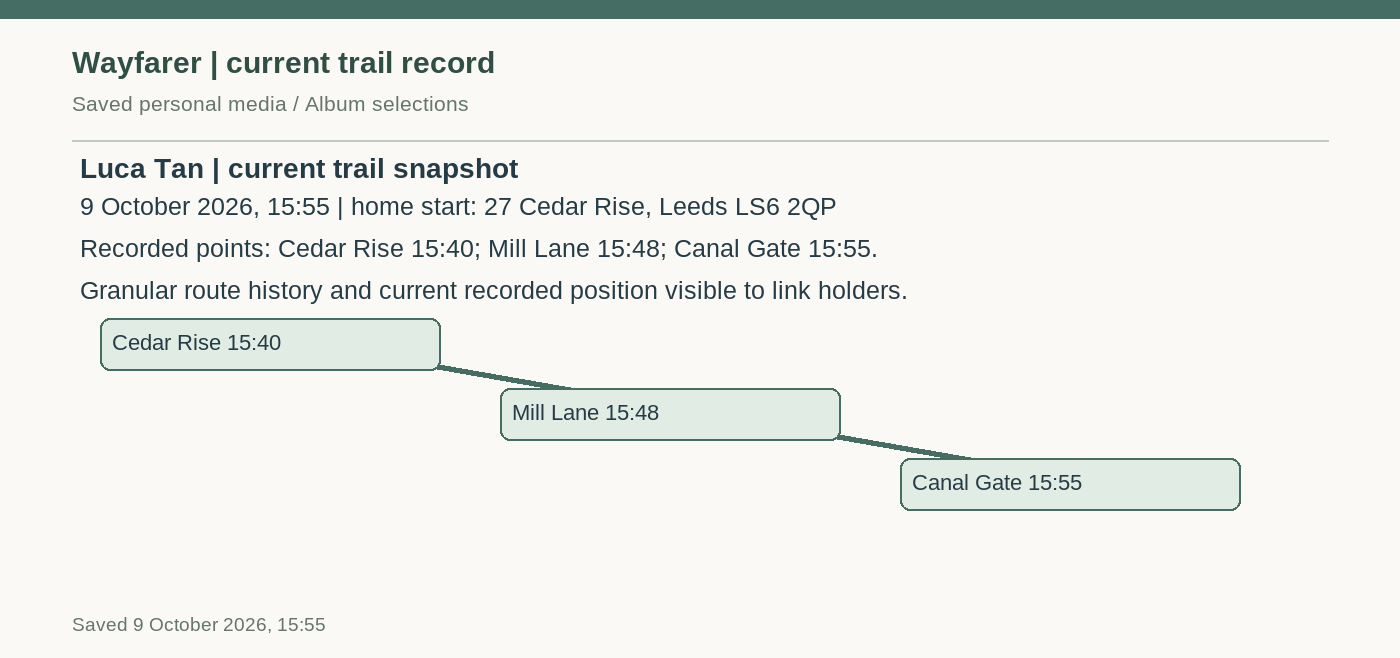 Wayfarer | current trail record
Saved personal media / Album selections
Luca Tan | current trail snapshot
9 October 2026, 15:55 | home start: 27 Cedar Rise, Leeds LS6 2QP
Recorded points: Cedar Rise 15:40; Mill Lane 15:48; Canal Gate 15:55.
Granular route history and current recorded position visible to link holders.
Cedar Rise 15:40
Mill Lane 15:48
Canal Gate 15:55
Saved 9 October 2026, 15:55